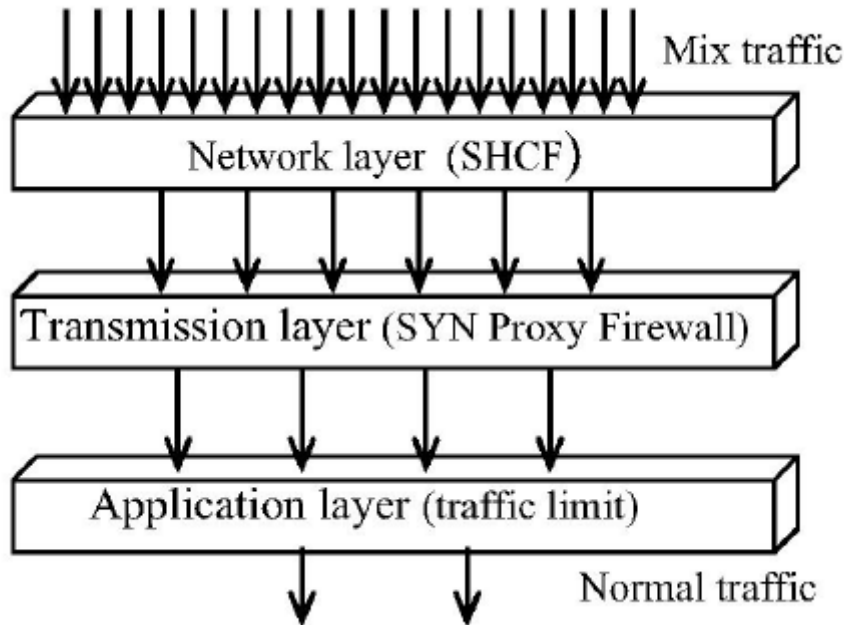 Mix traffic
Network layer (SHCF)
Transmission layer (SYN Proxy Firewall)
Application layer (traffic limit)
Normal traffic